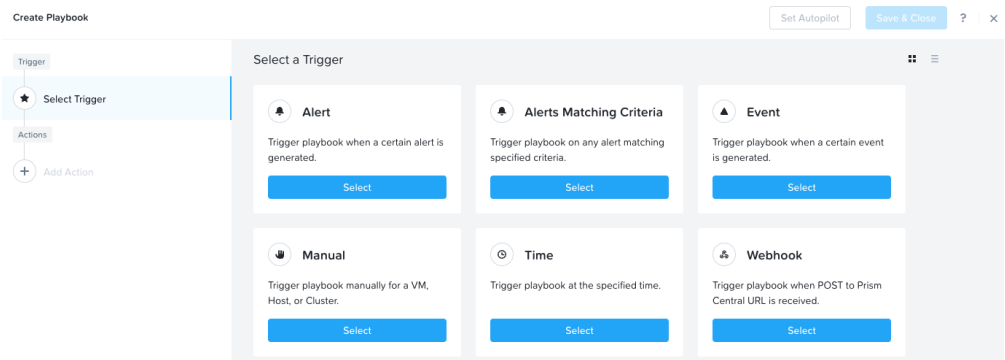 Create Playbook
Set Autopilot
Save & Close
?
Trigger
Select Trigger
Actions
Add Action
Select a Trigger
Alert
Trigger playbook when a certain alert is
generated.
Select
Alerts Matching Criteria
Trigger playbook on any alert matching
specified criteria.
Select
Event
Trigger playbook when a certain event
is generated.
Select
Manual
Trigger playbook manually for a VM,
Host, or Cluster.
Select
Time
Trigger playbook at the specified time.
Select
Webhook
Trigger playbook when POST to Prism
Central URL is received.
Select